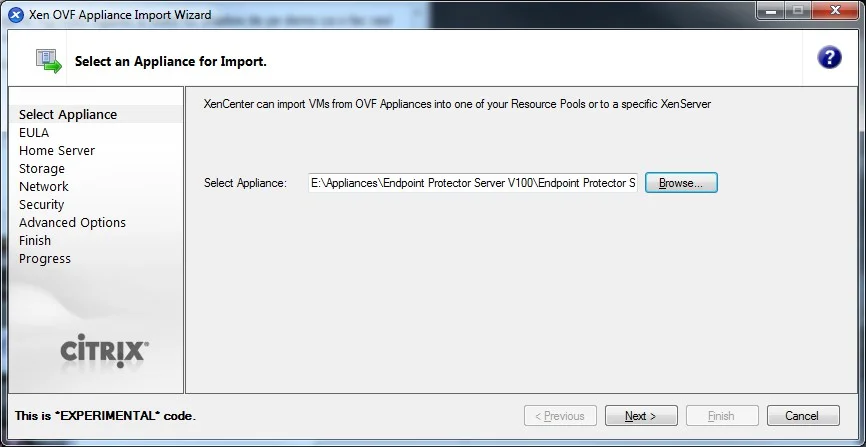 Xen OVF Appliance Import Wizard
Select an Appliance for Import.
Select Appliance
EULA
Home Server
Storage
Network
Security
Advanced Options
Finish
Progress
CITRIX
XenCenter can import VMs from OVF Appliances into one of your Resource Pools or to a specific XenServer
Select Appliance: E:\Appliances\Endpoint Protector Server V100\Endpoint Protector S Browse...
This is *EXPERIMENTAL* code.
< Previous Next > Finish Cancel